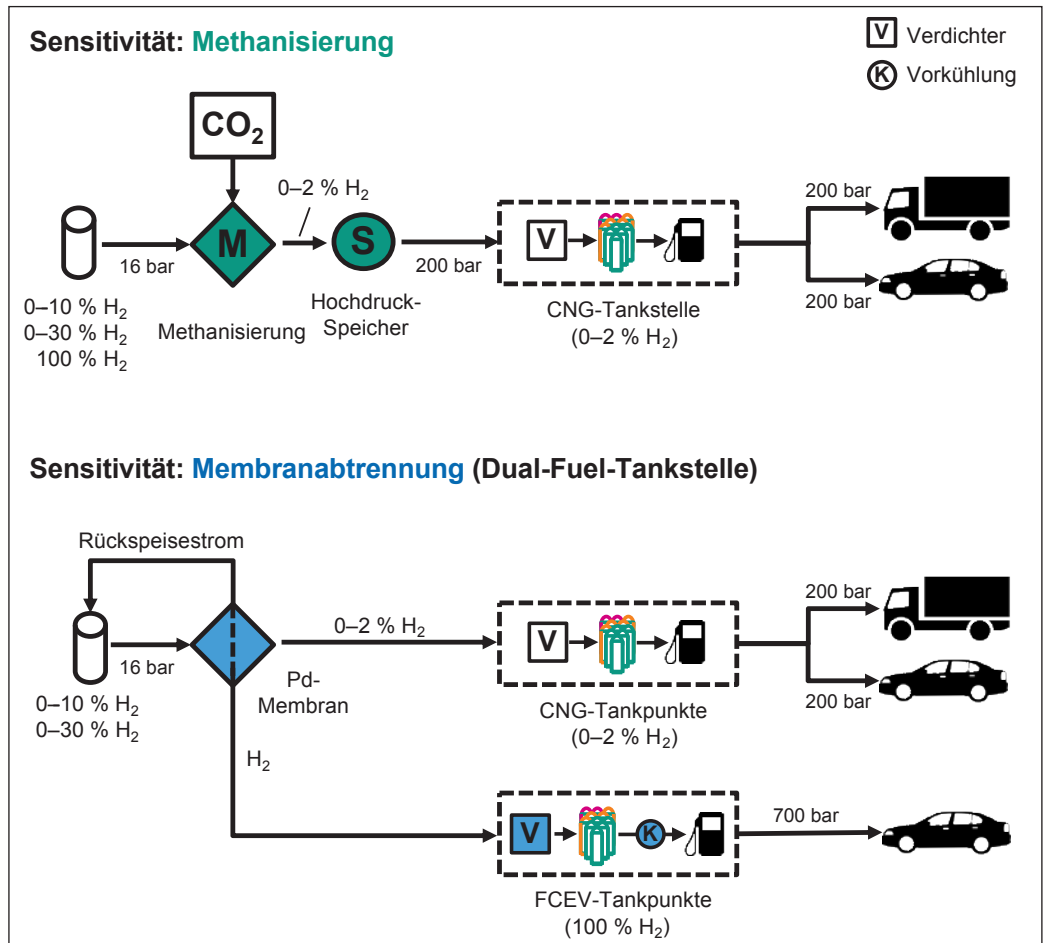 Sensitivität: Methanisierung
V Verdichter
K Vorkühlung
CO₂
0–2 % H₂
200 bar
M
S
V
16 bar
200 bar
200 bar
Hochdruck-
Speicher
CNG-Tankstelle
(0–2 % H₂)
0–10 % H₂
0–30 % H₂
100 % H₂
Methanisierung
Sensitivität: Membranabtrennung (Dual-Fuel-Tankstelle)
Rückspeisestrom
200 bar
0–2 % H₂
V
16 bar
Pd-
Membran
200 bar
CNG-Tankpunkte
(0–2 % H₂)
0–10 % H₂
0–30 % H₂
H₂
V
K
700 bar
FCEV-Tankpunkte
(100 % H₂)